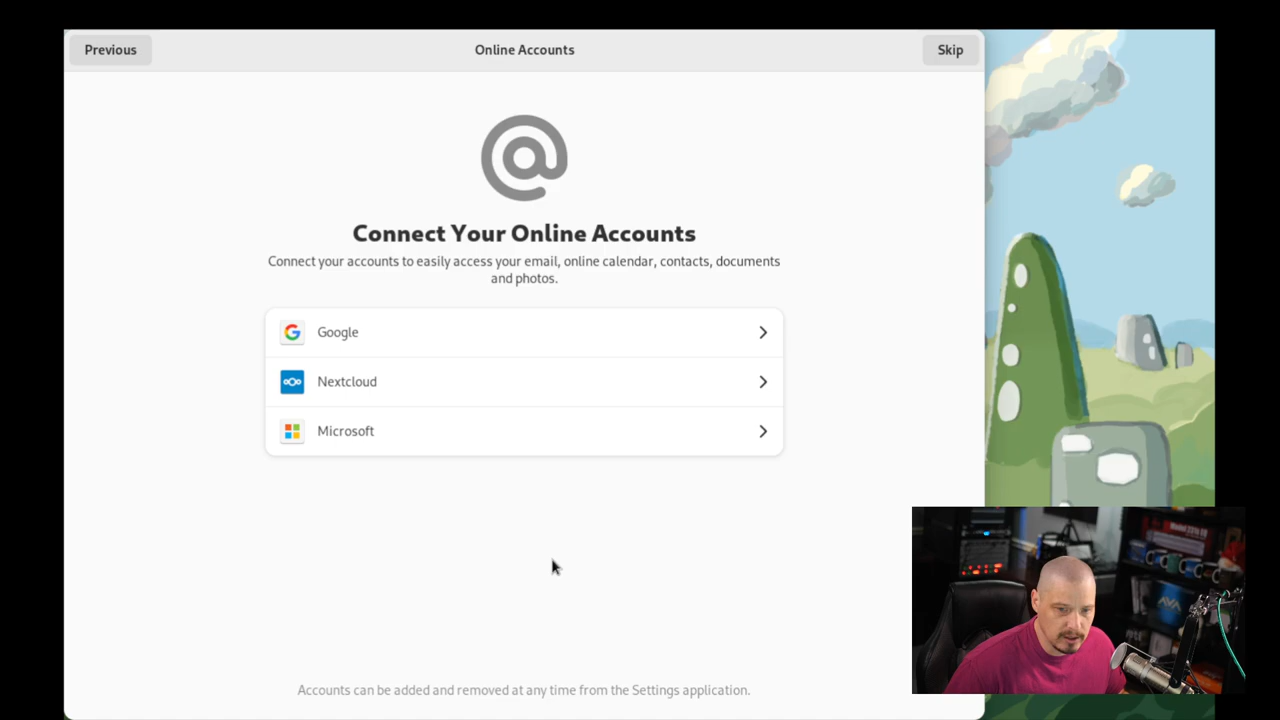 Previous
Online Accounts
Skip
Connect Your Online Accounts
Connect your accounts to easily access your email, online calendar, contacts, documents
and photos.
Google
Nextcloud
Microsoft
AVA
Accounts can be added and removed at any time from the Settings application.